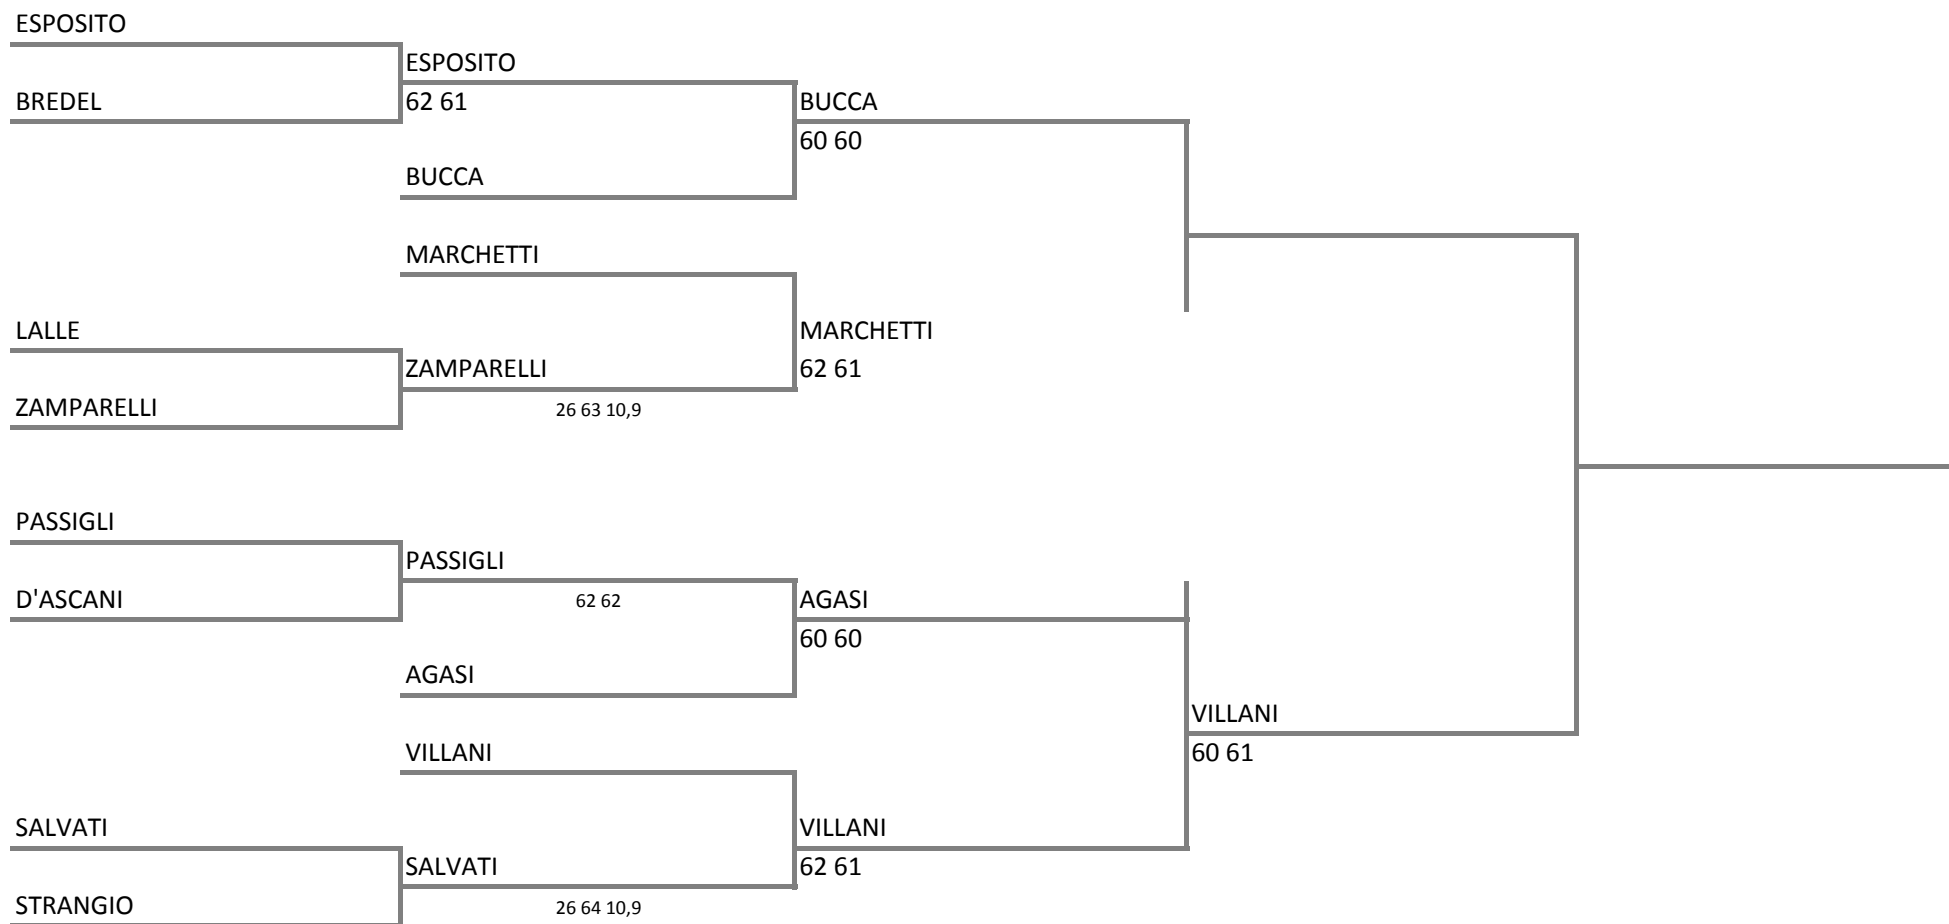 ESPOSITO
ESPOSITO
BREDEL
62 61
BUCCA
60 60
BUCCA
MARCHETTI
LALLE
MARCHETTI
ZAMPARELLI
62 61
ZAMPARELLI
26 63 10,9
PASSIGLI
PASSIGLI
D'ASCANI
62 62
AGASI
60 60
AGASI
VILLANI
VILLANI
60 61
SALVATI
VILLANI
SALVATI
62 61
STRANGIO
26 64 10,9